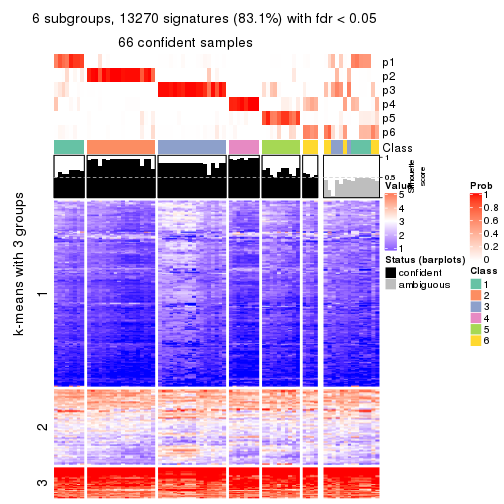 6 subgroups, 13270 signatures (83.1%) with fdr < 0.05
66 confident samples
p1
p2
p3
p4
p5
p6
Class
1
0.5
0
Silhouette
score
k-means with 3 groups
1
2
3
Value
5
4
3
2
1
Status (barplots)
confident
ambiguous
Prob
1
0.8
0.6
0.4
0.2
0
Class
1
2
3
4
5
6